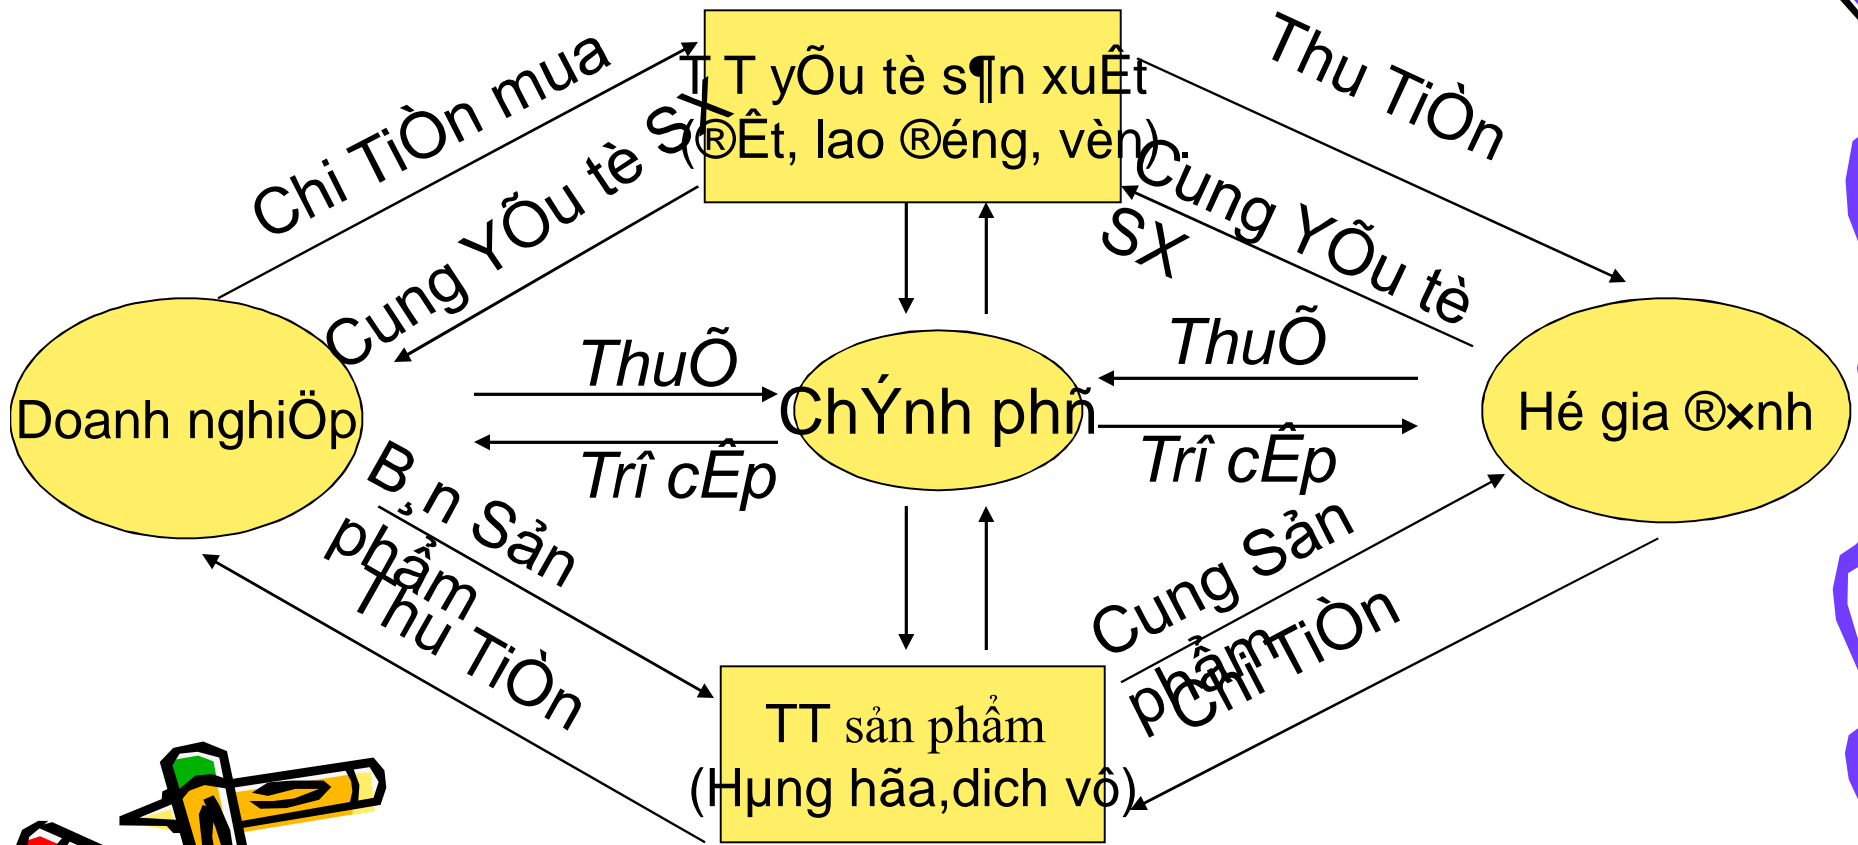 T T yÕu tè s¶n xuÊt
(®Êt, lao ®éng, vèn).
Chi TiÒn mua
Cung YÕu tè SX
Thu TiÒn
Cung YÕu tè
SX
Doanh nghiÖp
ThuÕ
Trî cÊp
ChÝnh phñ
ThuÕ
Trî cÊp
Hé gia ®×nh
B¸n Sản
phẩm
Thu TiÒn
Cung Sản
phẩm
Chi TiÒn
TT sản phẩm
(Hµng hãa,dich vô)